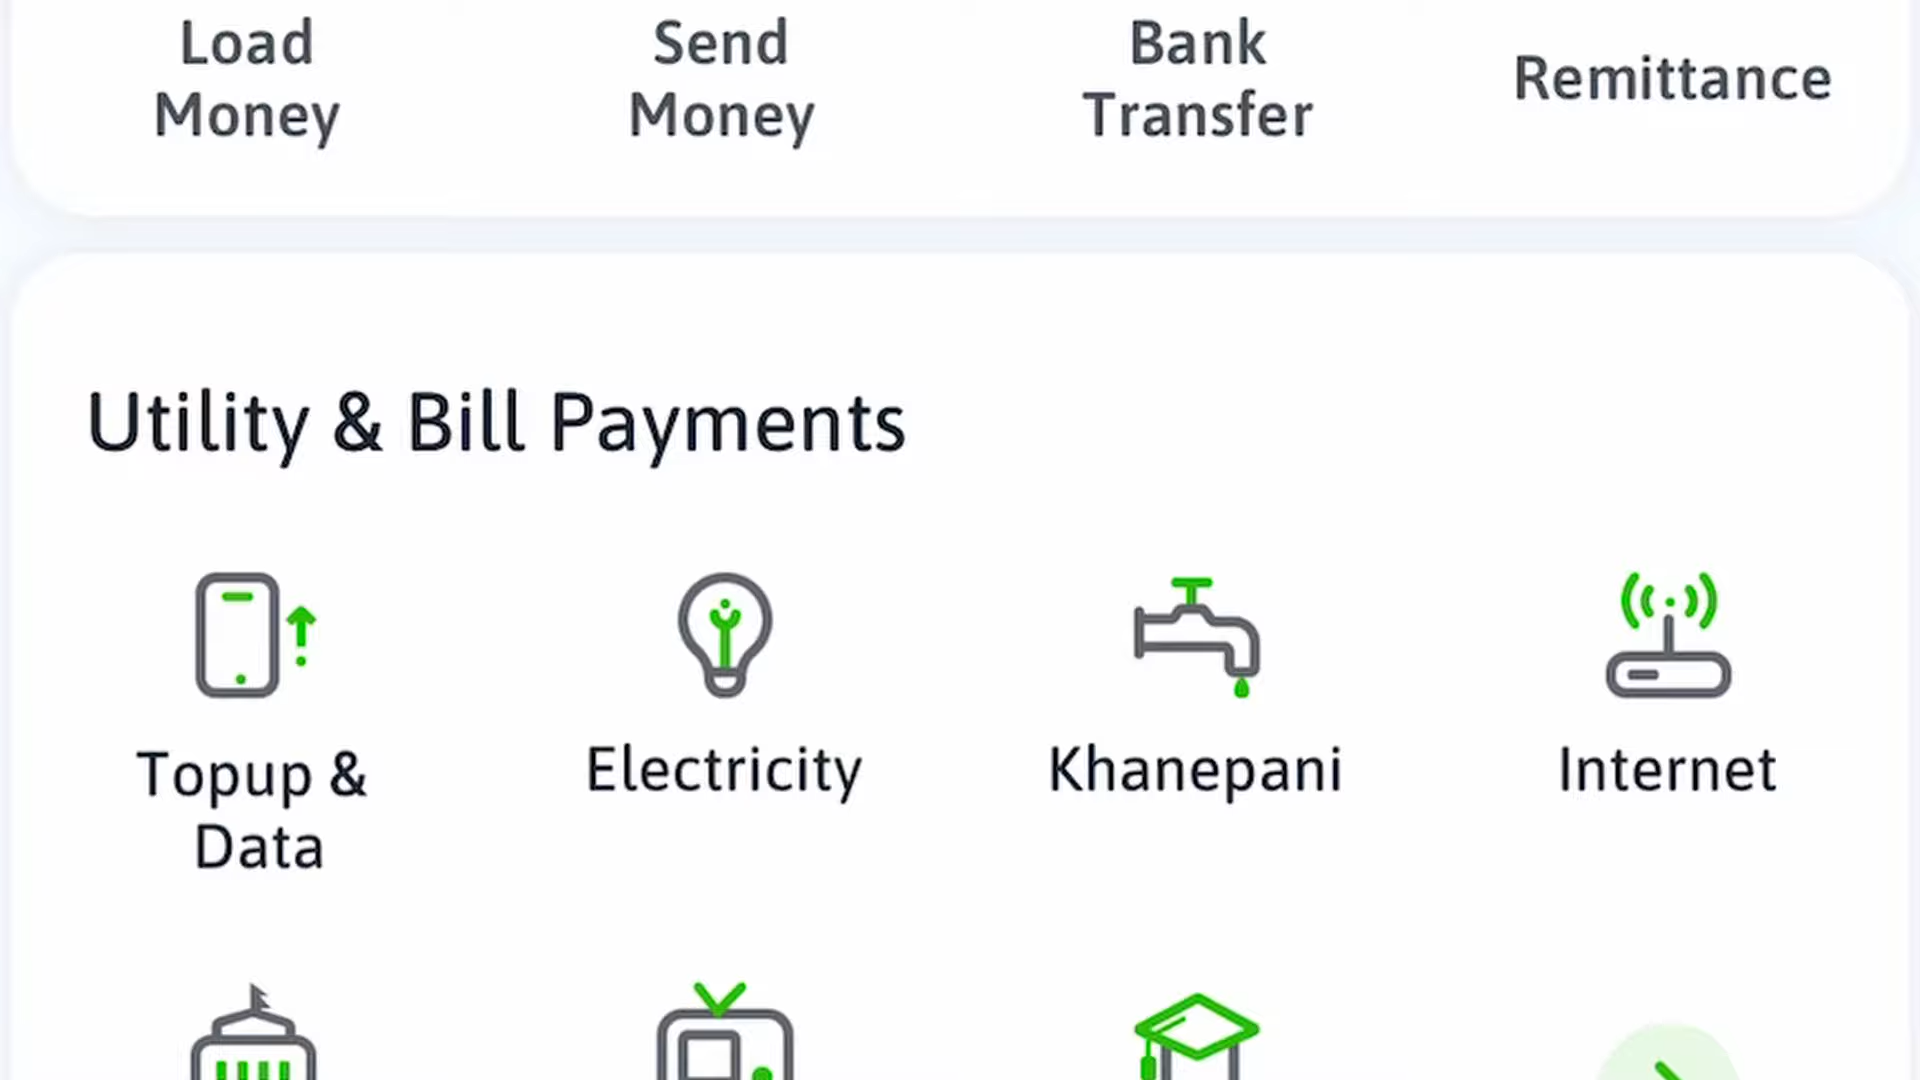 Load
Money
Send
Money
Bank
Transfer
Remittance
Utility & Bill Payments
Topup &
Data
Electricity
Khanepani
Internet